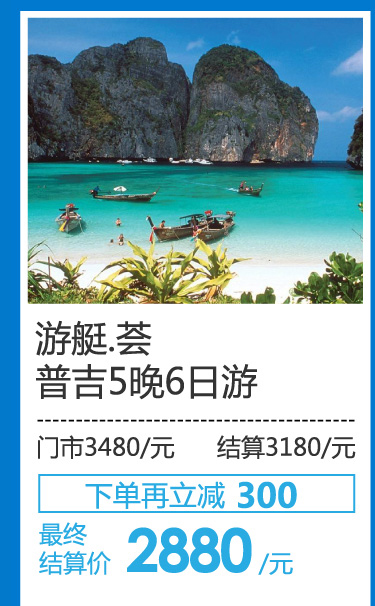 游艇.荟
普吉5晚6日游
门市3480/元 结算3180/元
下单再立减 300
最终
结算价 2880/元